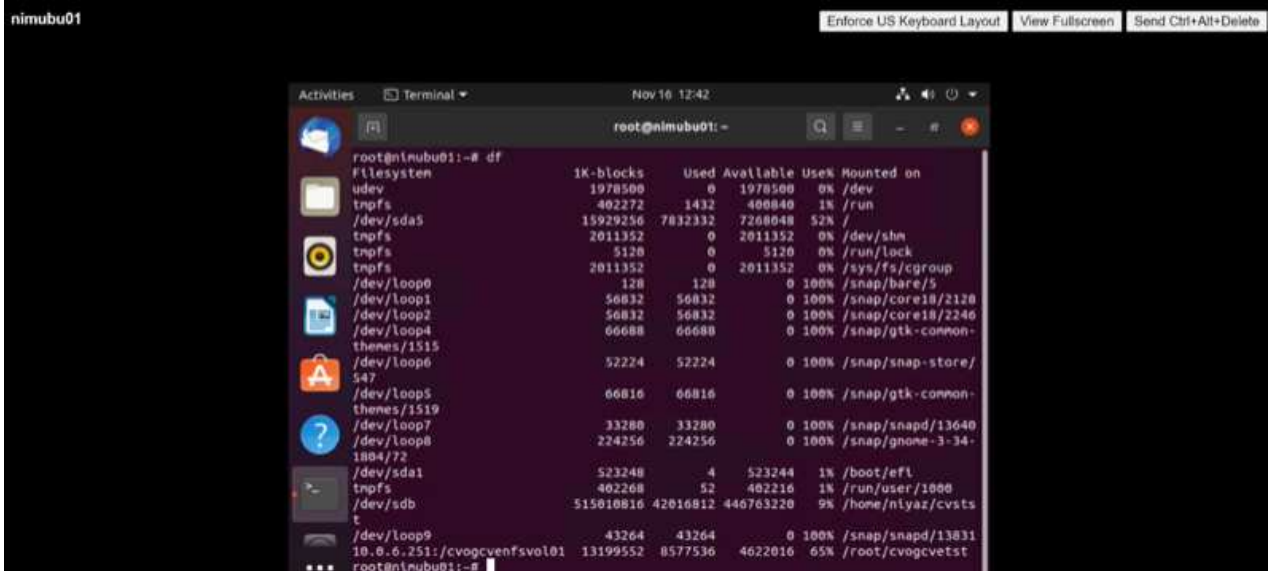 nimubu01
Enforce US Keyboard Layout View Fullscreen Send Ctrl+Alt+Delete
Activities Terminal Nov 16 12:42
root@nimubu01: ~
root@nimubu01:~# df
Filesystem 1K-blocks Used Available Use% Mounted on
udev 1978500 0 1978500 0% /dev
tmpfs 402272 1432 400840 1% /run
/dev/sda5 15929256 7832332 7268048 52% /
tmpfs 2011352 0 2011352 0% /dev/shm
tmpfs 5120 0 5120 0% /run/lock
tmpfs 2011352 0 2011352 0% /sys/fs/cgroup
/dev/loop0 128 128 0 100% /snap/bare/5
/dev/loop1 56832 56832 0 100% /snap/core18/2128
/dev/loop2 56832 56832 0 100% /snap/core18/2246
/dev/loop4 66688 66688 0 100% /snap/gtk-common-
themes/1515
/dev/loop6 52224 52224 0 100% /snap/snap-store/
547
/dev/loop5 66816 66816 0 100% /snap/gtk-common-
themes/1519
/dev/loop7 33280 33280 0 100% /snap/snapd/13640
/dev/loop8 224256 224256 0 100% /snap/gnome-3-34-
1804/72
/dev/sda1 523248 4 523244 1% /boot/efi
tmpfs 402268 52 402216 1% /run/user/1000
/dev/sdb 515010816 42016812 446763220 9% /home/niyaz/cvsts
t
/dev/loop9 43264 43264 0 100% /snap/snapd/13831
10.0.6.251:/cvogcvenfsvol01 13199552 8577536 4622016 65% /root/cvogcvetst
root@nimubu01:~#